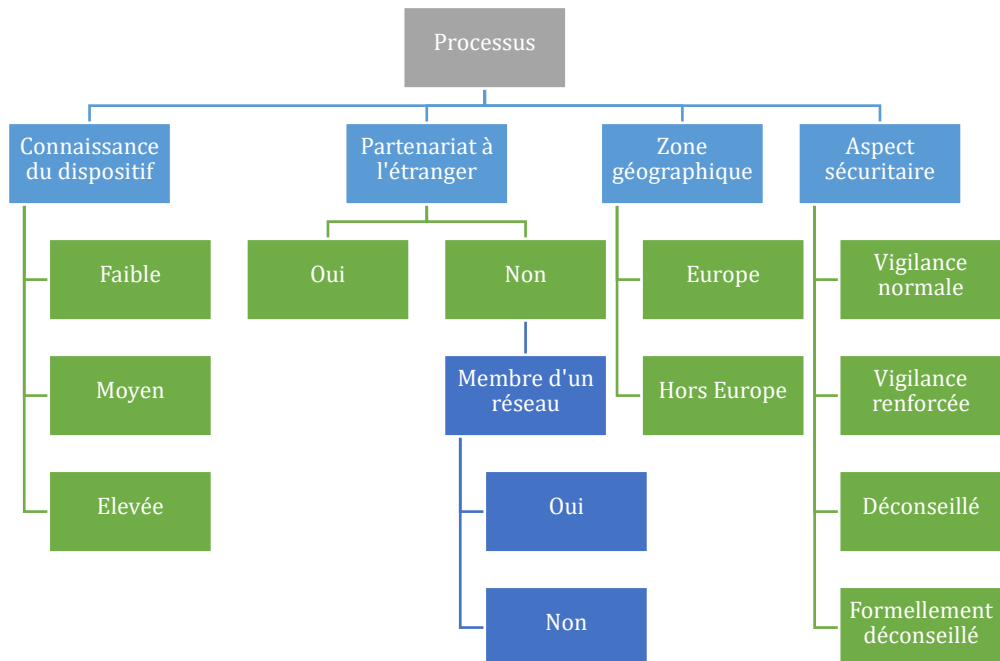 Processus
Connaissance
du dispositif
Partenariat à
l'étranger
Zone
géographique
Aspect
sécuritaire
Faible
Oui
Non
Europe
Vigilance
normale
Moyen
Membre d'un
réseau
Hors Europe
Vigilance
renforcée
Elevée
Oui
Déconseillé
Non
Formellement
déconseillé